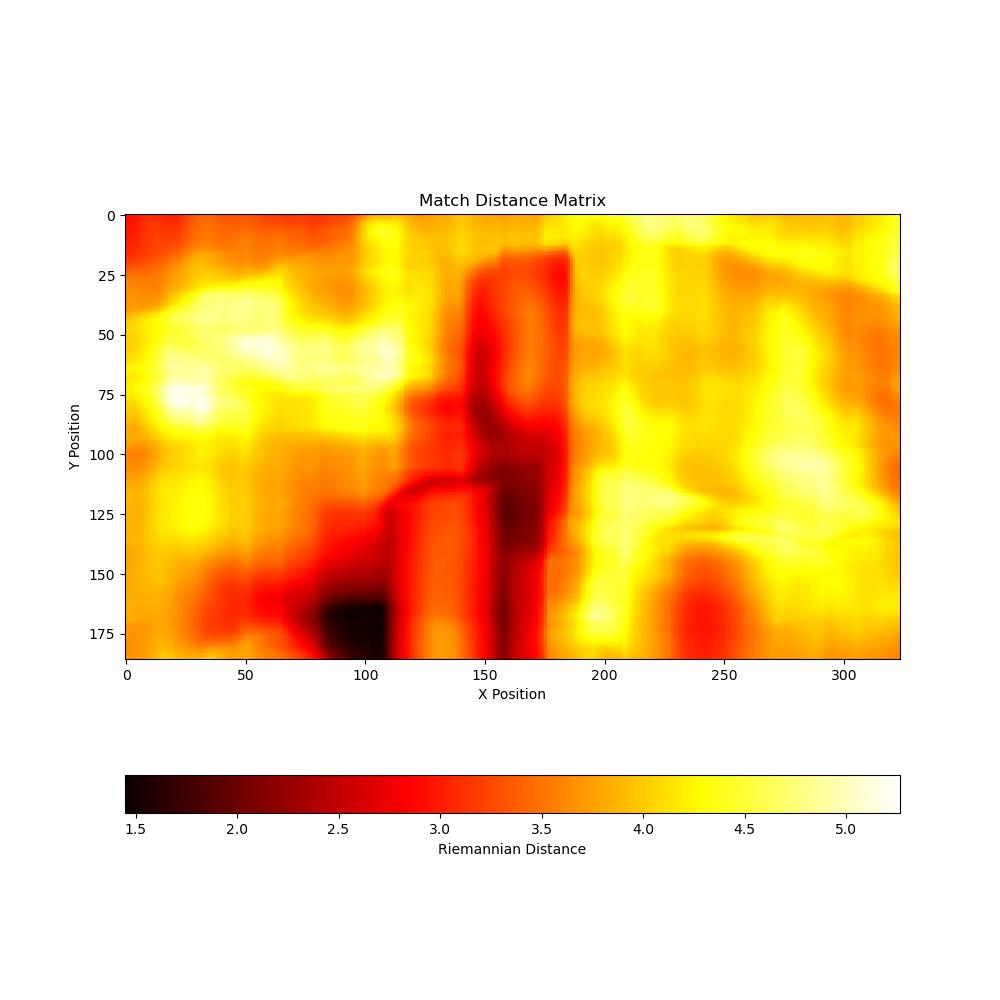 Match Distance Matrix
0
25
50
75
100
125
150
175
Y Position
0 50 100 150 200 250 300
X Position
1.5 2.0 2.5 3.0 3.5 4.0 4.5 5.0
Riemannian Distance